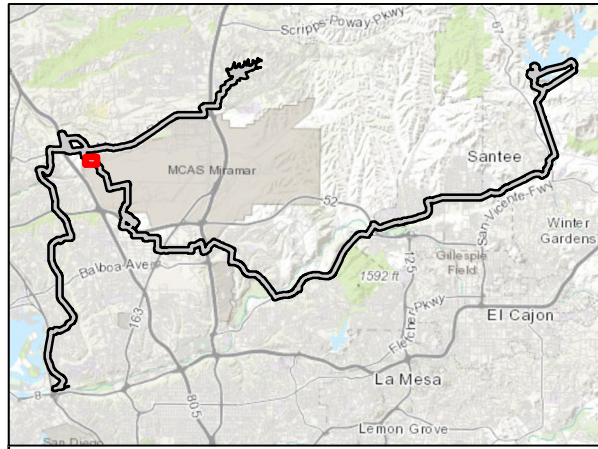 Scripps-Poway Pkwy
67
MCAS Miramar
Santee
52
San-Vicente-Fwy
Winter
Gardens
Balboa Ave
125
Gillespie
Field
1592 ft
163
Fletcher Pkwy
El Cajon
La Mesa
8
805
Lemon Grove
San Diego